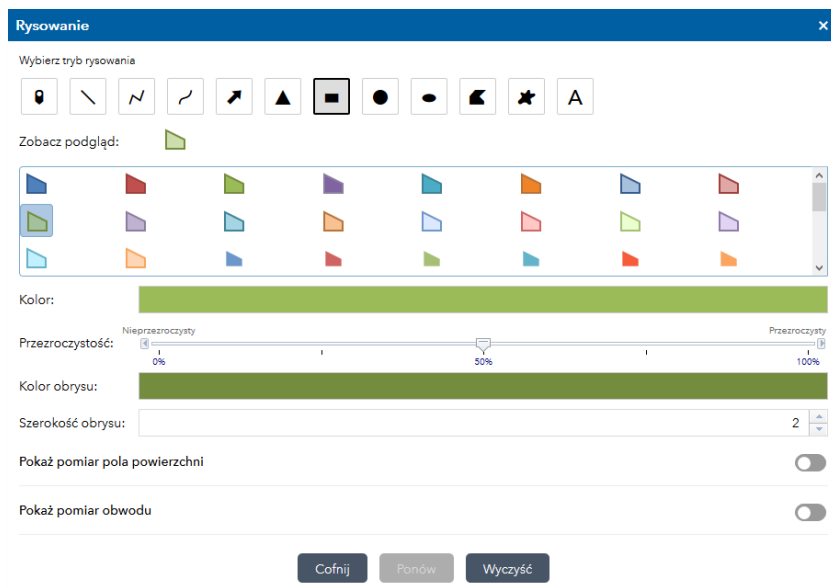 Rysowanie
Wybierz tryb rysowania
A
Zobacz podgląd:
Kolor:
Nieprzezroczysty Przezroczysty
Przezroczystość:
0% 50% 100%
Kolor obrysu:
Szerokość obrysu: 2
Pokaż pomiar pola powierzchni
Pokaż pomiar obwodu
Cofnij Ponów Wyczyść